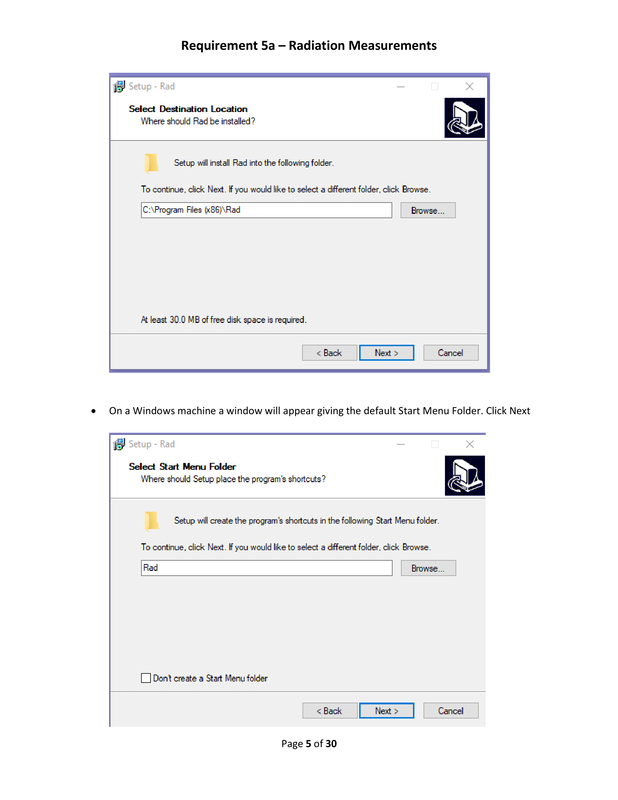 Requirement 5a – Radiation Measurements
Setup - Rad
Select Destination Location
Where should Rad be installed?
Setup will install Rad into the following folder.
To continue, click Next. If you would like to select a different folder, click Browse.
C:\Program Files (x86)\Rad
Browse...
At least 30.0 MB of free disk space is required.
< Back
Next >
Cancel
• On a Windows machine a window will appear giving the default Start Menu Folder. Click Next
Setup - Rad
Select Start Menu Folder
Where should Setup place the program's shortcuts?
Setup will create the program's shortcuts in the following Start Menu folder.
To continue, click Next. If you would like to select a different folder, click Browse.
Rad
Browse...
Don't create a Start Menu folder
< Back
Next >
Cancel
Page 5 of 30